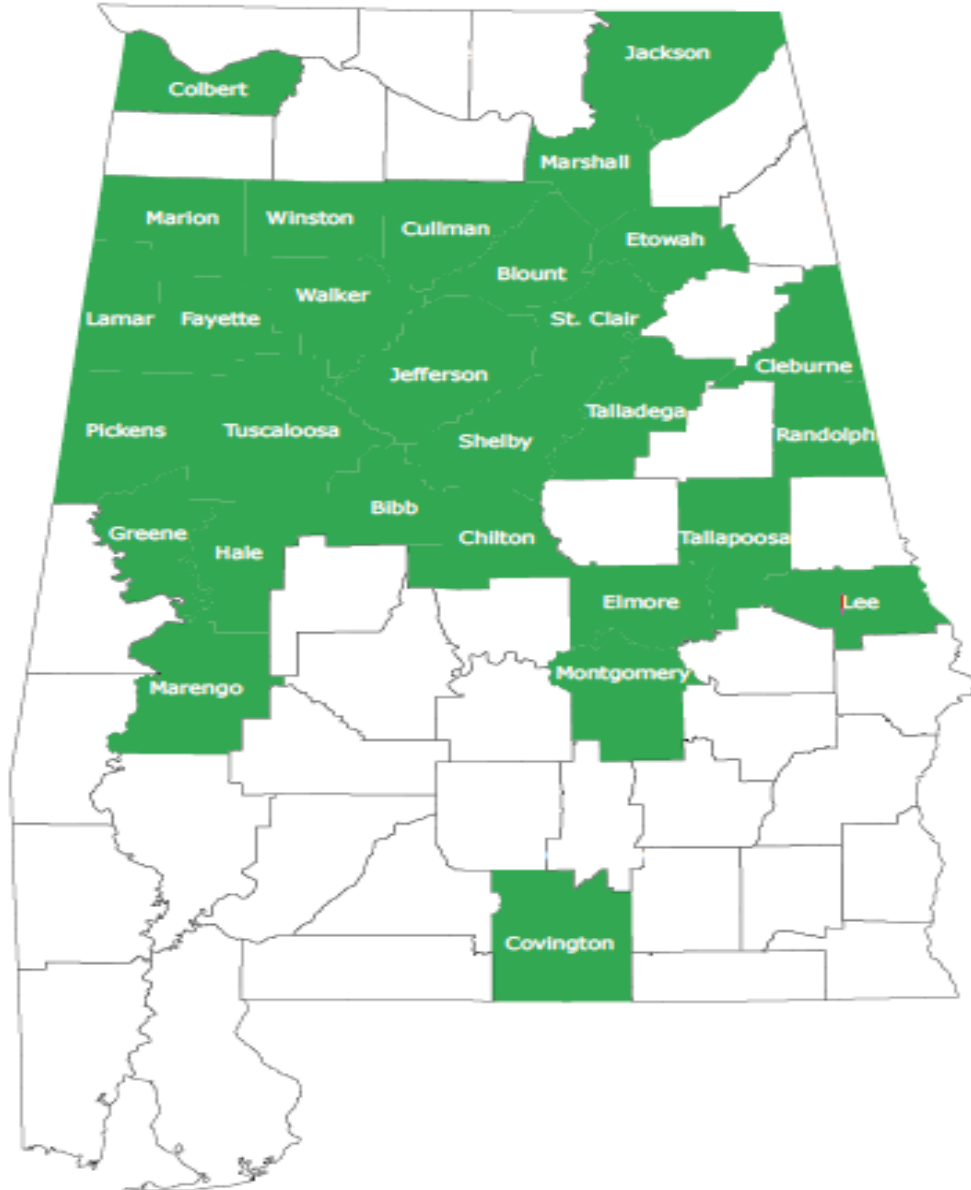 Jackson
Colbert
Marshall
Marion
Winston
Cullman
Etowah
Blount
Walker
Lamar
Fayette
St. Clair
Jefferson
Cleburne
Talladega
Pickens
Tuscaloosa
Shelby
Randolph
Bibb
Greene
Chilton
Tallapoosa
Hale
Elmore
Lee
Montgomery
Marengo
Covington